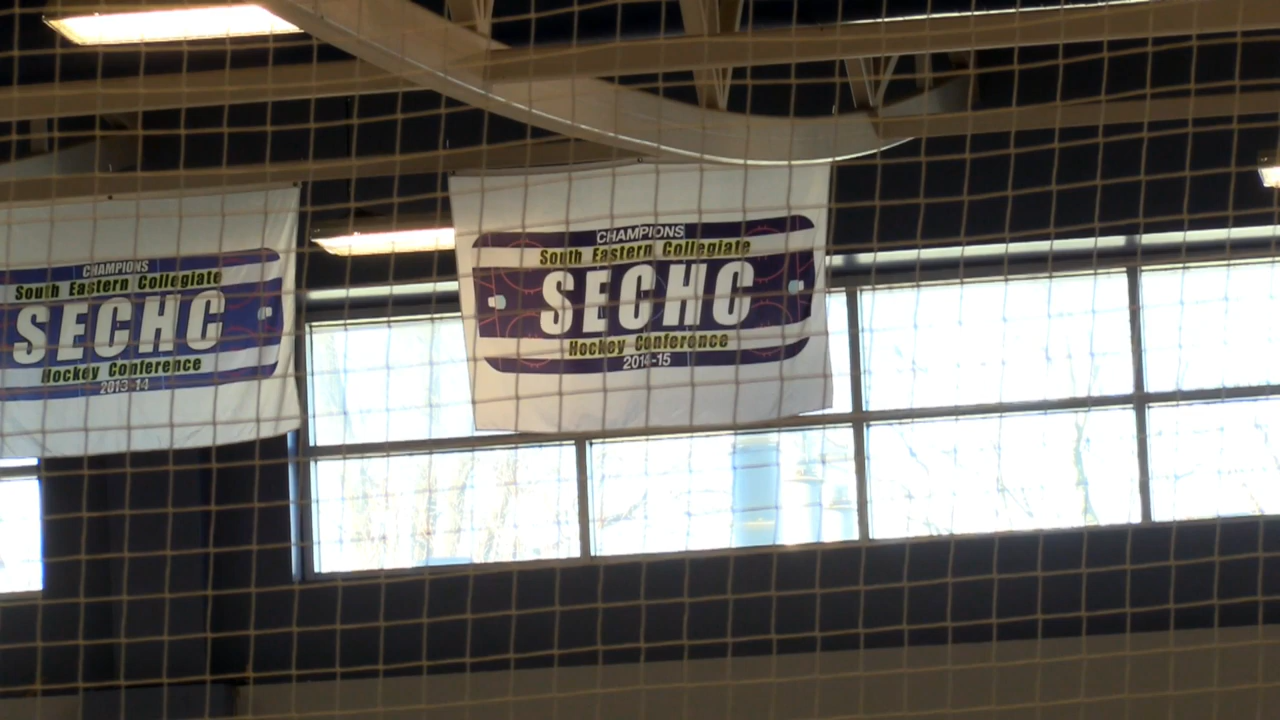 CHAMPIONS
South Eastern Collegiate
SECHC
Hockey Conference
2013-14
CHAMPIONS
South Eastern Collegiate
SECHC
Hockey Conference
2014-15